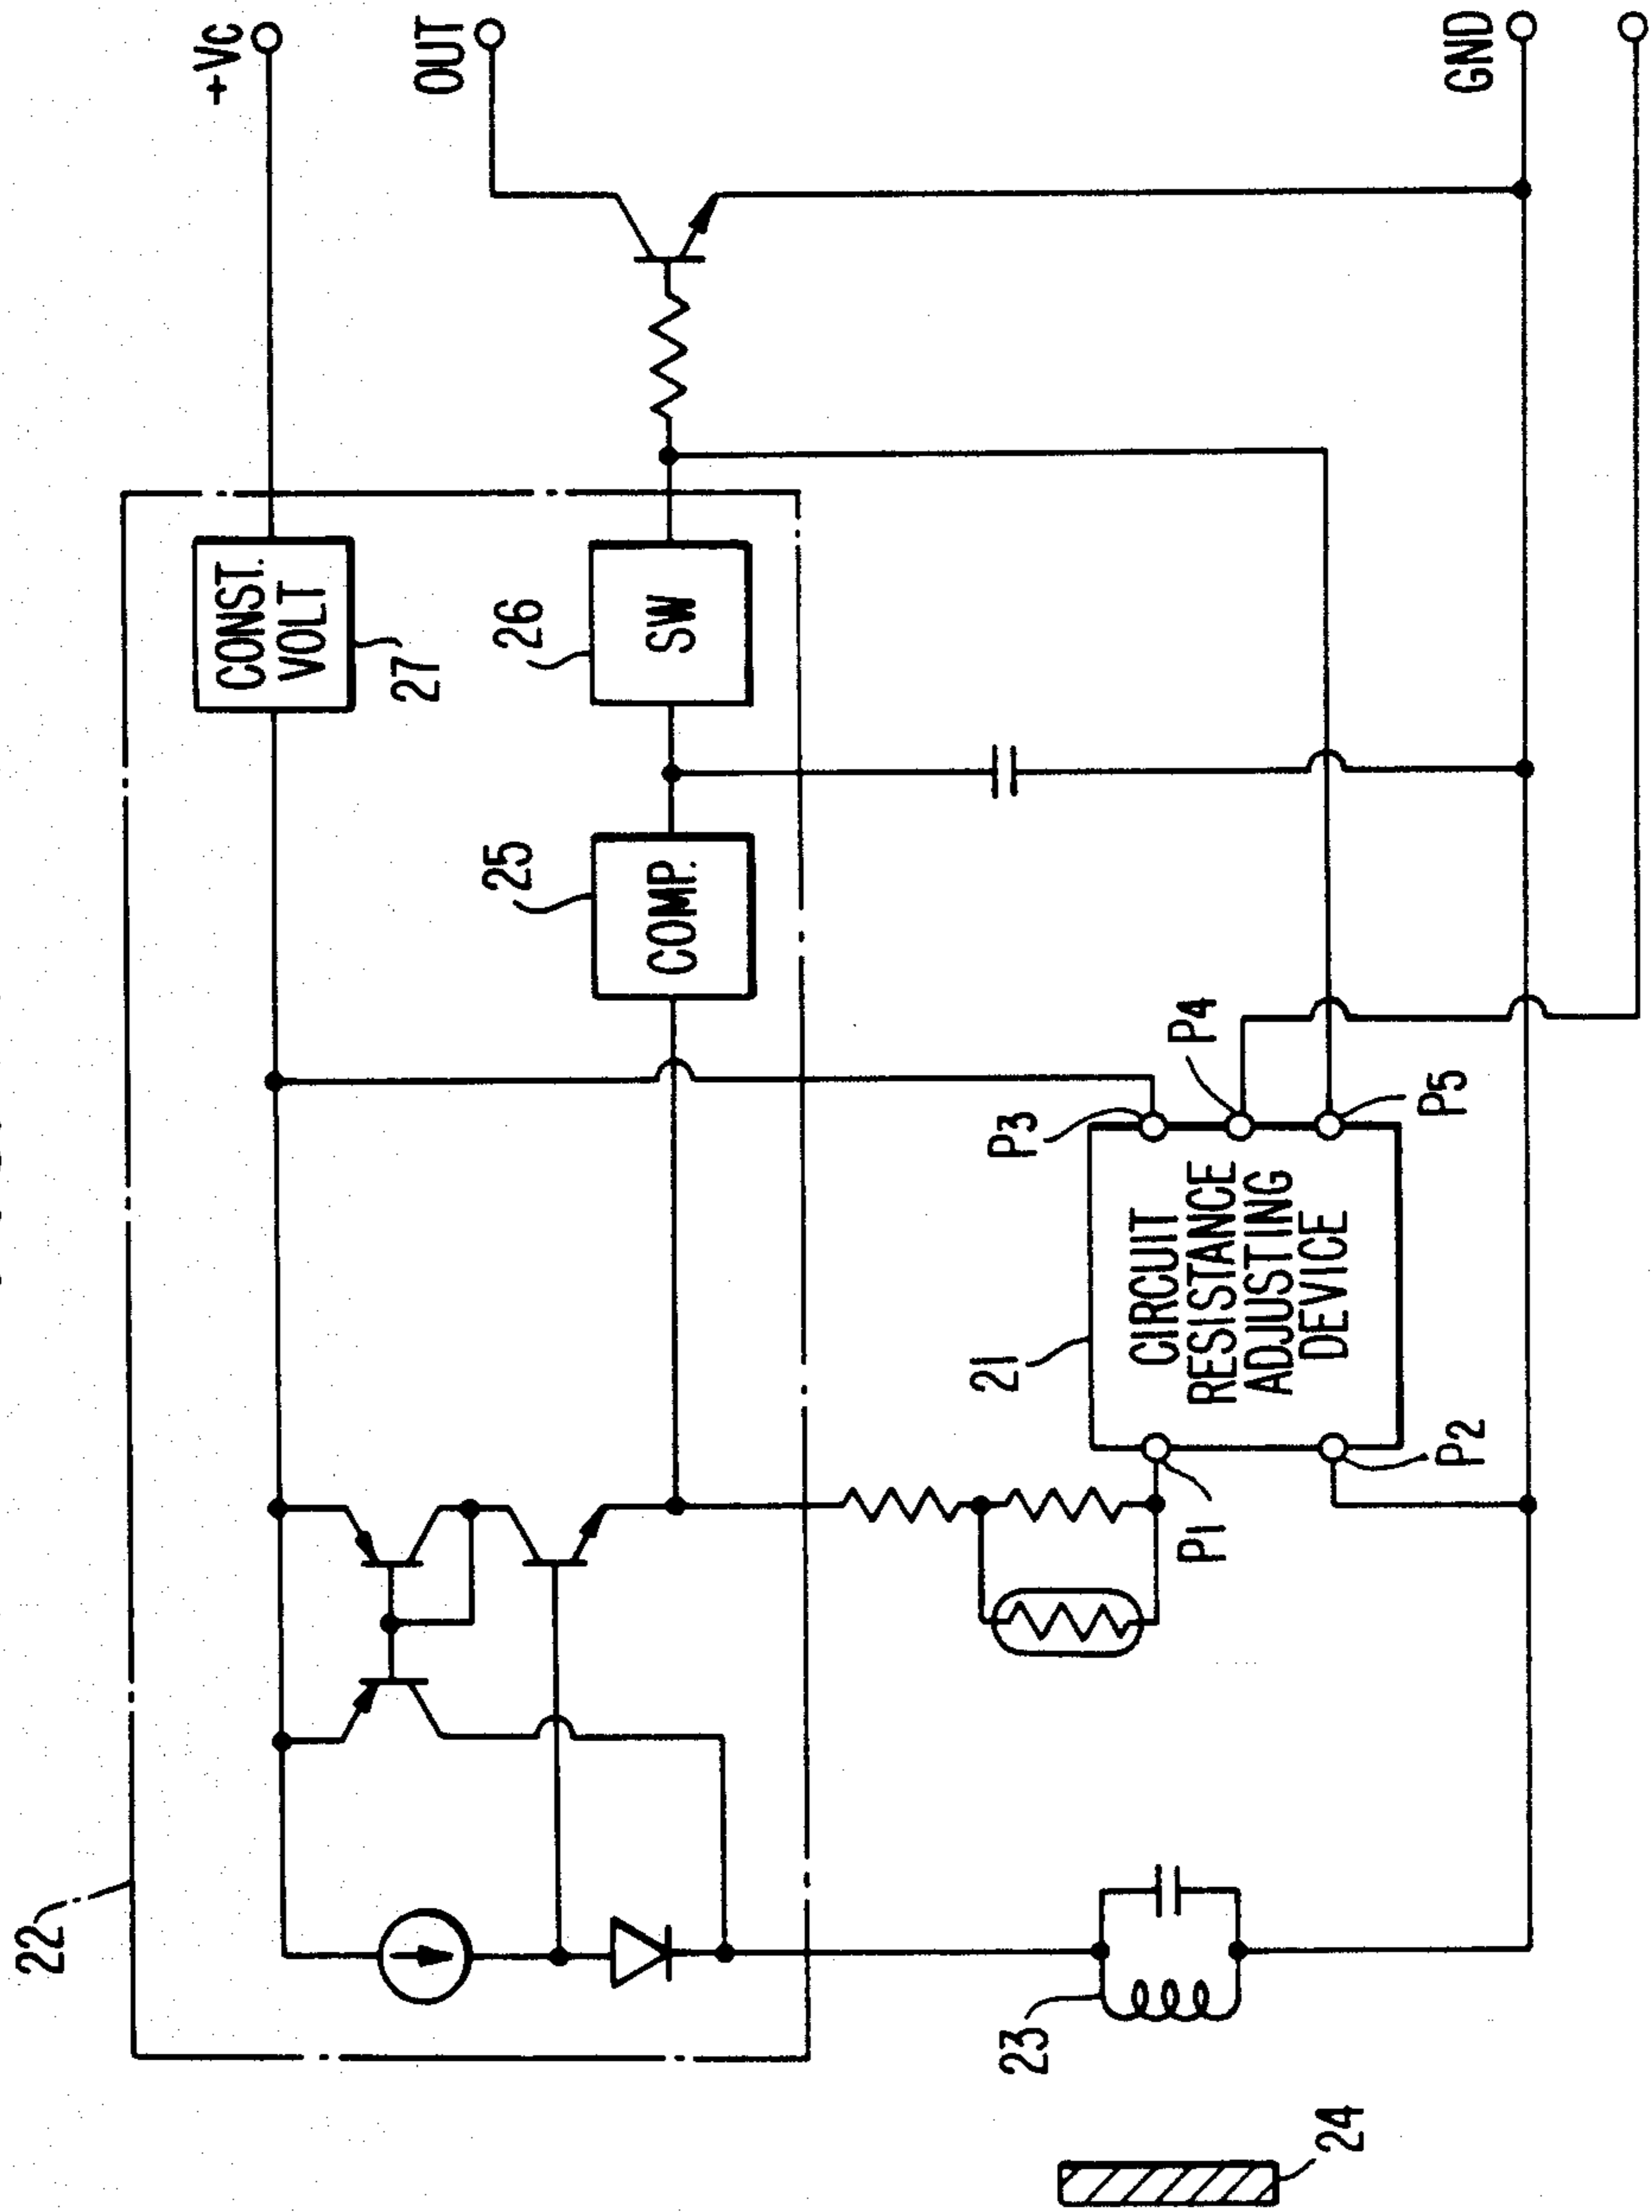 +Vc
OUT
GND
CONST.
VOLT
27
26
SW
25
COMP.
P4
P3
P5
21
CIRCUIT
RESISTANCE
ADJUSTING
DEVICE
P1
P2
22
23
24